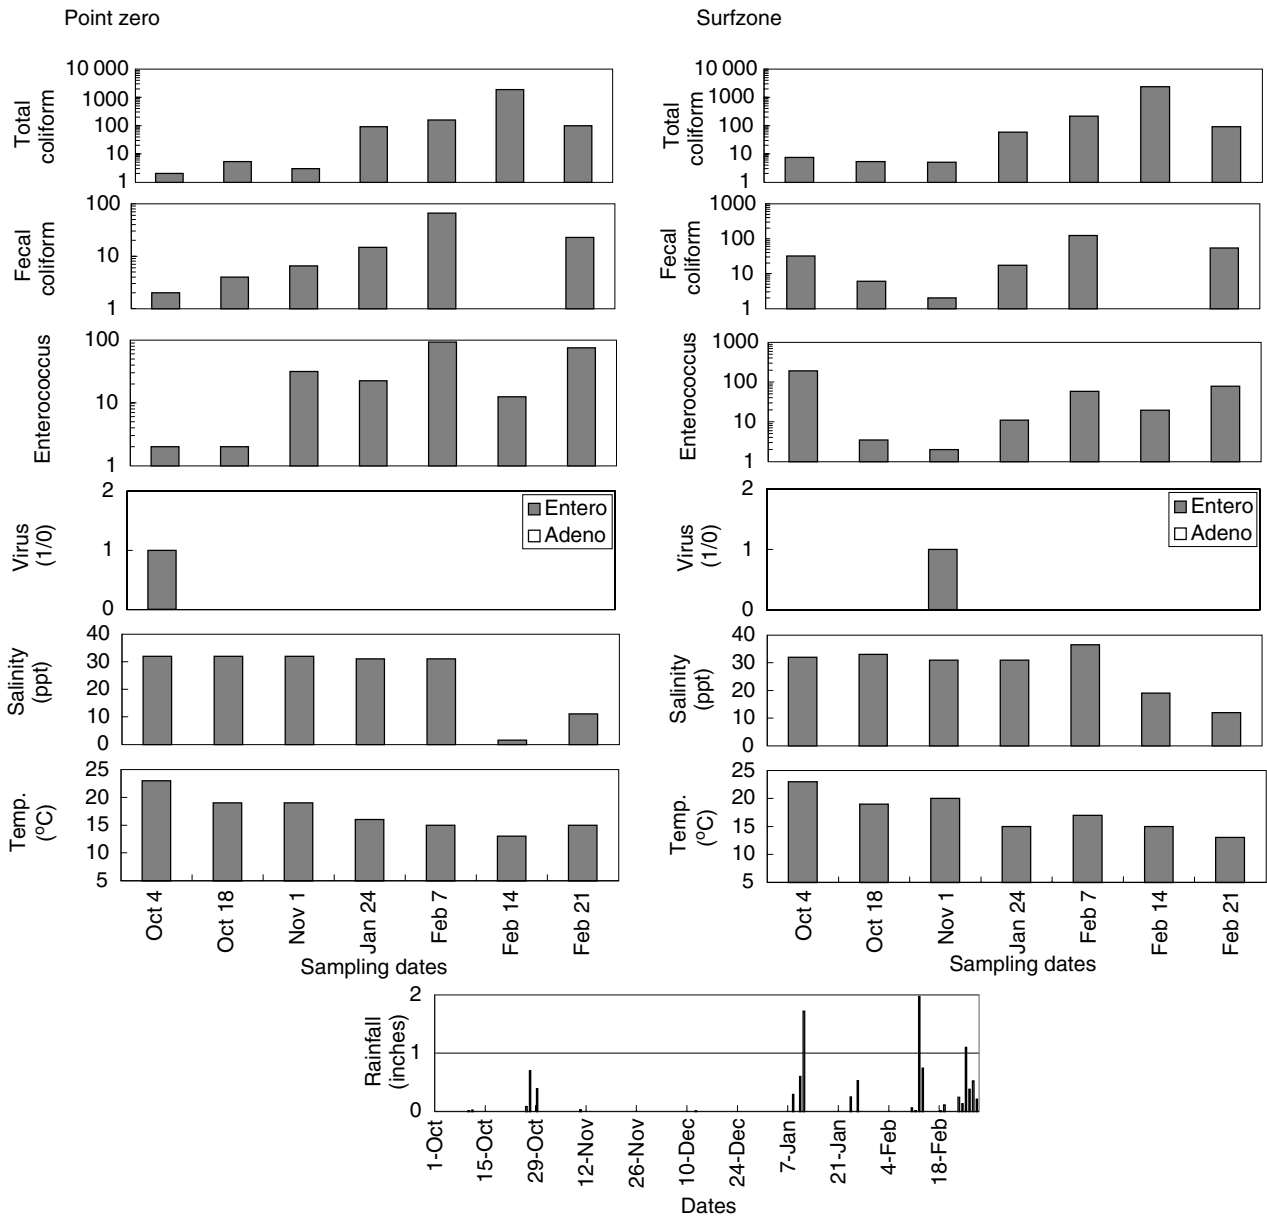 Point zero
Surfzone
Total
coliform
10 000
1000
100
10
1
Total
coliform
10 000
1000
100
10
1
Fecal
coliform
100
10
1
Fecal
coliform
1000
100
10
1
Enterococcus
100
10
1
Enterococcus
1000
100
10
1
Virus
(1/0)
2
1
0
Entero
Adeno
Virus
(1/0)
2
1
0
Entero
Adeno
Salinity
(ppt)
40
30
20
10
0
Salinity
(ppt)
40
30
20
10
0
Temp.
(ºC)
25
20
15
10
5
Temp.
(ºC)
25
20
15
10
5
Oct 4
Oct 18
Nov 1
Jan 24
Feb 7
Feb 14
Feb 21
Sampling dates
Oct 4
Oct 18
Nov 1
Jan 24
Feb 7
Feb 14
Feb 21
Sampling dates
Rainfall
(inches)
2
1
0
1-Oct
15-Oct
29-Oct
12-Nov
26-Nov
10-Dec
24-Dec
7-Jan
21-Jan
4-Feb
18-Feb
Dates